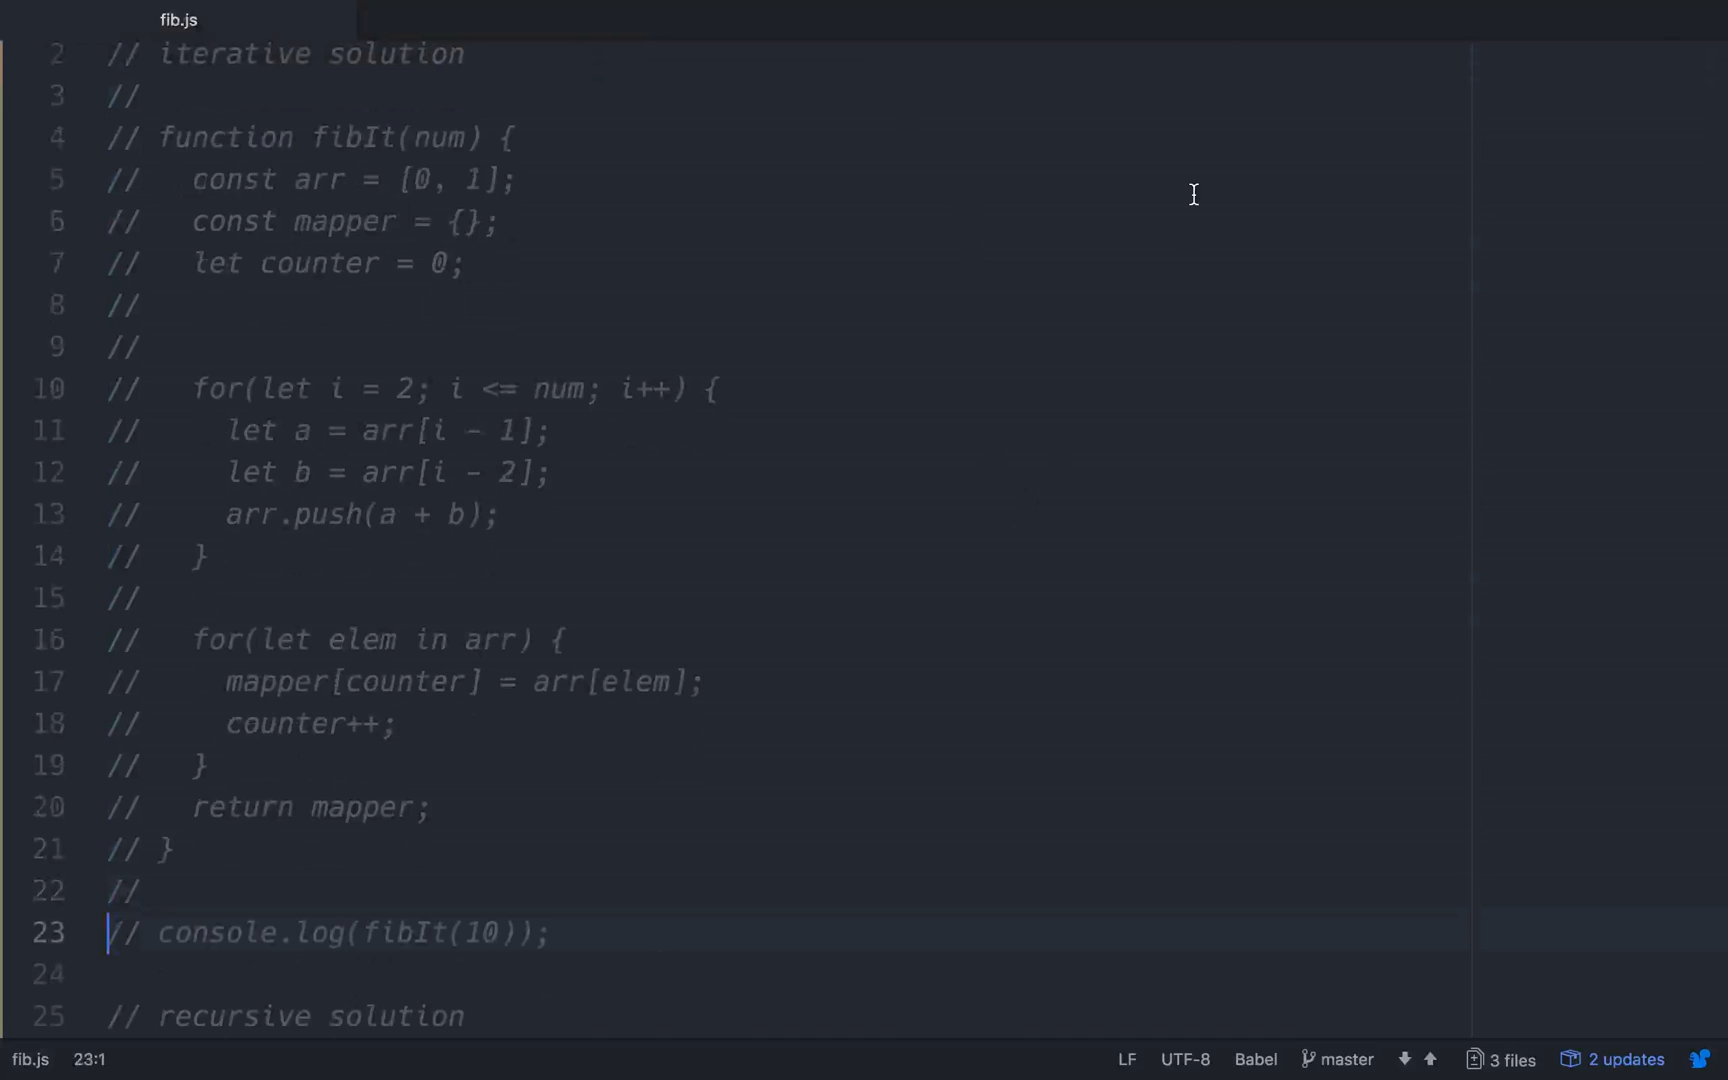 fib.js
2 // iterative solution
3 //
4 // function fibIt(num) {
5 //   const arr = [0, 1];
6 //   const mapper = {};
7 //   let counter = 0;
8 //
9 //
10 //   for(let i = 2; i <= num; i++) {
11 //     let a = arr[i - 1];
12 //     let b = arr[i - 2];
13 //     arr.push(a + b);
14 //   }
15 //
16 //   for(let elem in arr) {
17 //     mapper[counter] = arr[elem];
18 //     counter++;
19 //   }
20 //   return mapper;
21 // }
22 //
23 // console.log(fibIt(10));
24
25 // recursive solution
fib.js 23:1 LF UTF-8 Babel master 3 files 2 updates